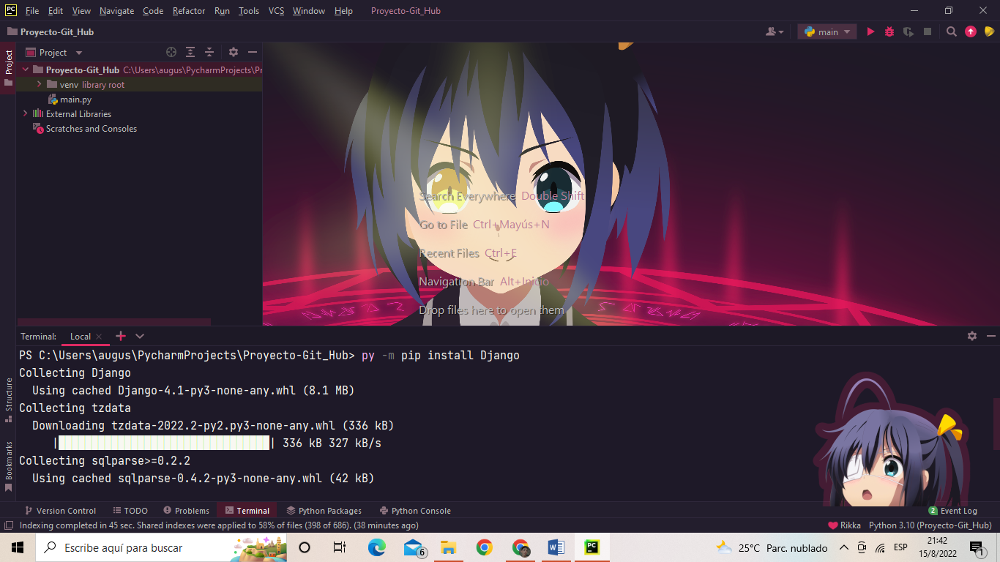 PC File Edit View Navigate Code Refactor Run Tools VCS Window Help Proyecto-Git_Hub
Proyecto-Git_Hub main
Project
Project
Proyecto-Git_Hub C:\Users\augus\PycharmProjects\Pr
venv library root
main.py
External Libraries
Scratches and Consoles
Search Everywhere Double Shift
Go to File Ctrl+Mayús+N
Recent Files Ctrl+E
Navigation Bar Alt+Inicio
Drop files here to open them
Terminal: Local
PS C:\Users\augus\PycharmProjects\Proyecto-Git_Hub> py -m pip install Django
Collecting Django
Using cached Django-4.1-py3-none-any.whl (8.1 MB)
Collecting tzdata
Downloading tzdata-2022.2-py2.py3-none-any.whl (336 kB)
| | 336 kB 327 kB/s
Collecting sqlparse>=0.2.2
Using cached sqlparse-0.4.2-py3-none-any.whl (42 kB)
Structure
Bookmarks
Version Control TODO Problems Terminal Python Packages Python Console 2 Event Log
Indexing completed in 45 sec. Shared indexes were applied to 58% of files (398 of 686). (38 minutes ago) Rikka Python 3.10 (Proyecto-Git_Hub)
Escribe aquí para buscar 6 PC 25°C Parc. nublado ESP 21:42
15/8/2022 1